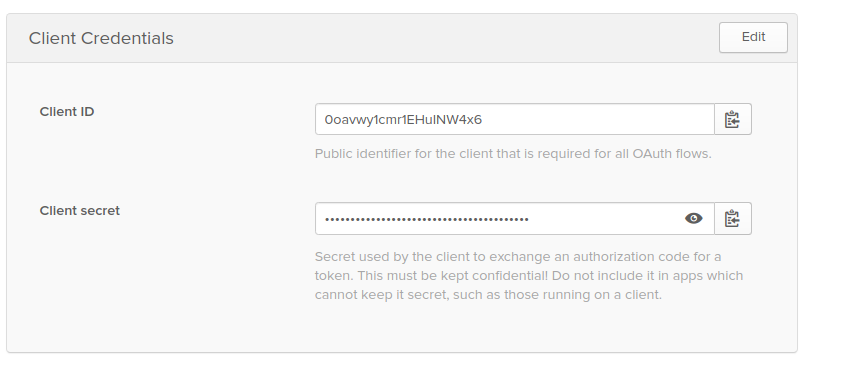 Client Credentials
Edit
Client ID
0oavwy1cmr1EHulNW4x6
Public identifier for the client that is required for all OAuth flows.
Client secret
••••••••••••••••••••••••••••••••••••••••
Secret used by the client to exchange an authorization code for a
token. This must be kept confidential! Do not include it in apps which
cannot keep it secret, such as those running on a client.